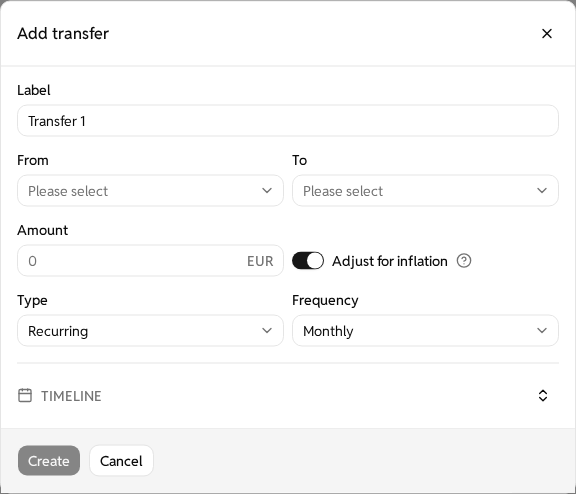 Add transfer
Label
Transfer 1
From To
Please select Please select
Amount
0 EUR Adjust for inflation
Type Frequency
Recurring Monthly
TIMELINE
Create Cancel